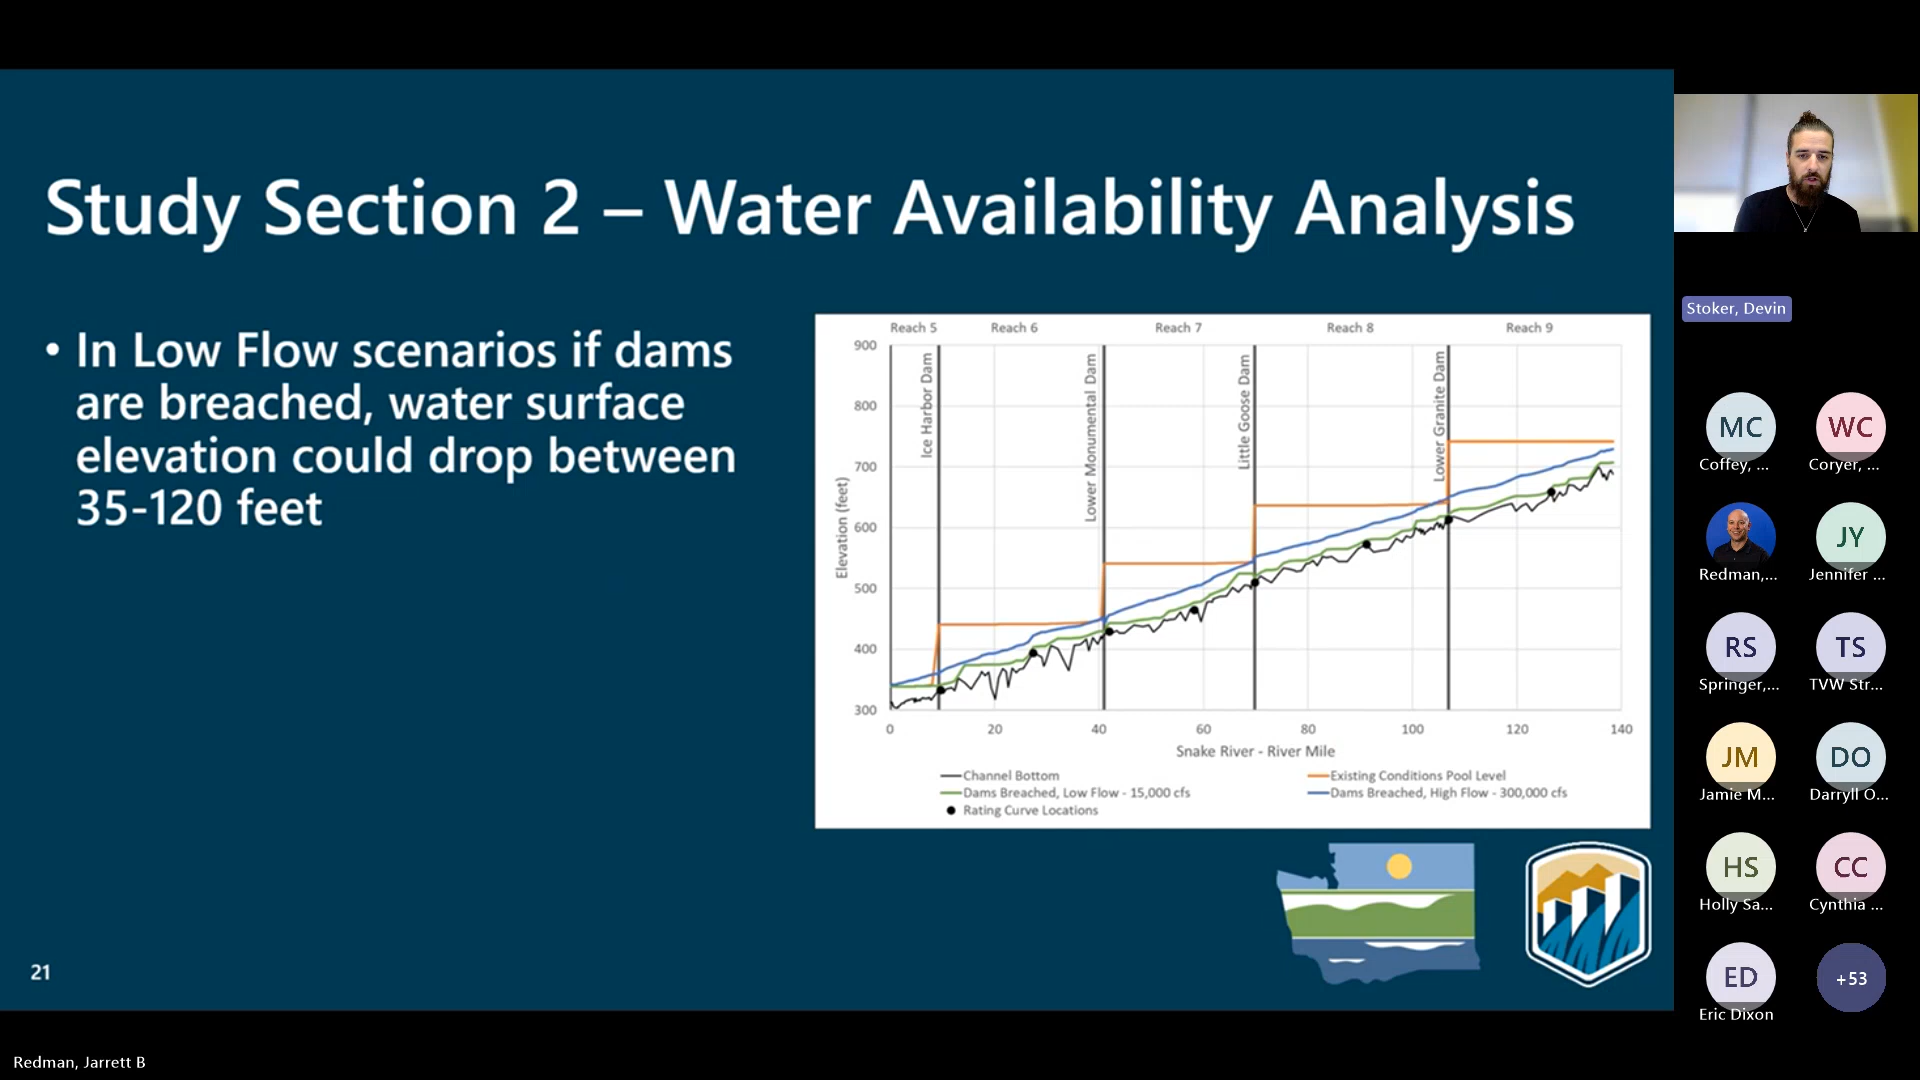 Study Section 2 – Water Availability Analysis
• In Low Flow scenarios if dams
are breached, water surface
elevation could drop between
35-120 feet
Reach 5 Reach 6 Reach 7 Reach 8 Reach 9
900
800
700
600
500
400
300
Elevation (feet)
Ice Harbor Dam
Lower Monumental Dam
Little Goose Dam
Lower Granite Dam
0 20 40 60 80 100 120 140
Snake River - River Mile
Channel Bottom
Existing Conditions Pool Level
Dams Breached, Low Flow - 15,000 cfs
Dams Breached, High Flow - 300,000 cfs
Rating Curve Locations
21
Stoker, Devin
MC
Coffey, ...
WC
Coryer, ...
Redman,...
JY
Jennifer ...
RS
Springer,...
TS
TVW Str...
JM
Jamie M...
DO
Darryll O...
HS
Holly Sa...
CC
Cynthia ...
ED
Eric Dixon
+53
Redman, Jarrett B